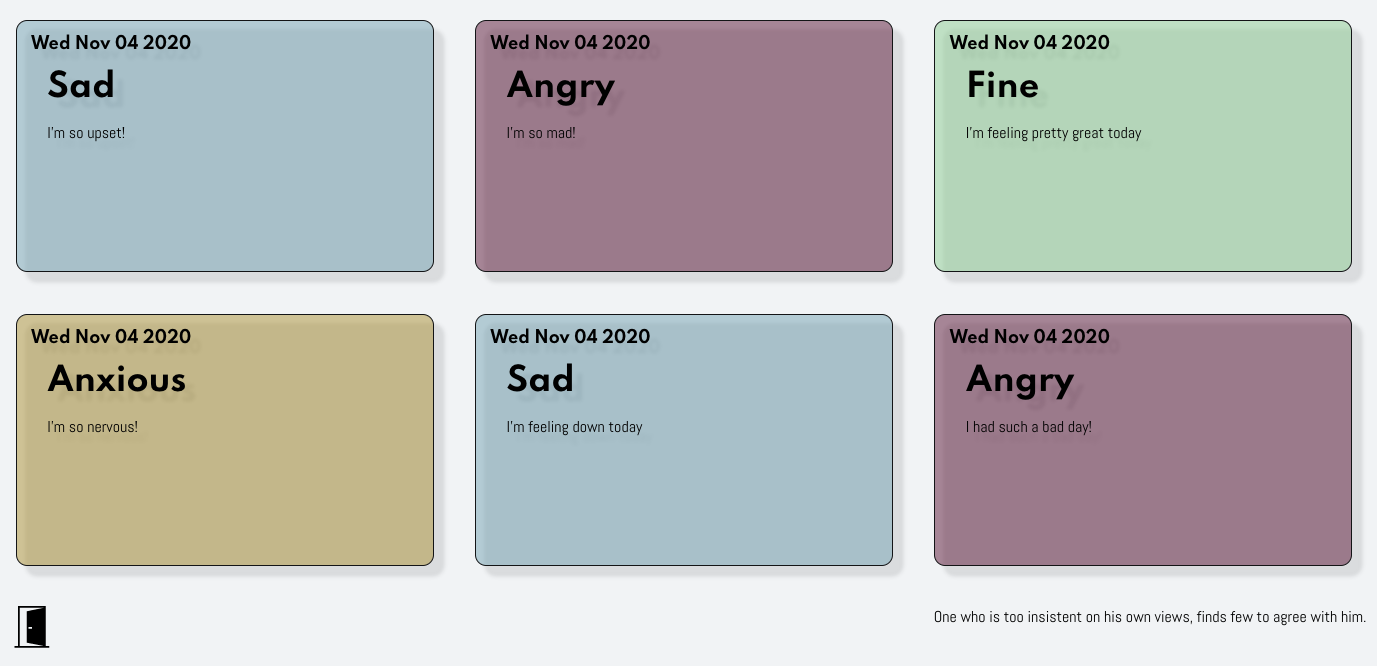 Wed Nov 04 2020
Sad
I'm so upset!
Wed Nov 04 2020
Angry
I'm so mad!
Wed Nov 04 2020
Fine
I'm feeling pretty great today
Wed Nov 04 2020
Anxious
I'm so nervous!
Wed Nov 04 2020
Sad
I'm feeling down today
Wed Nov 04 2020
Angry
I had such a bad day!
One who is too insistent on his own views, finds few to agree with him.